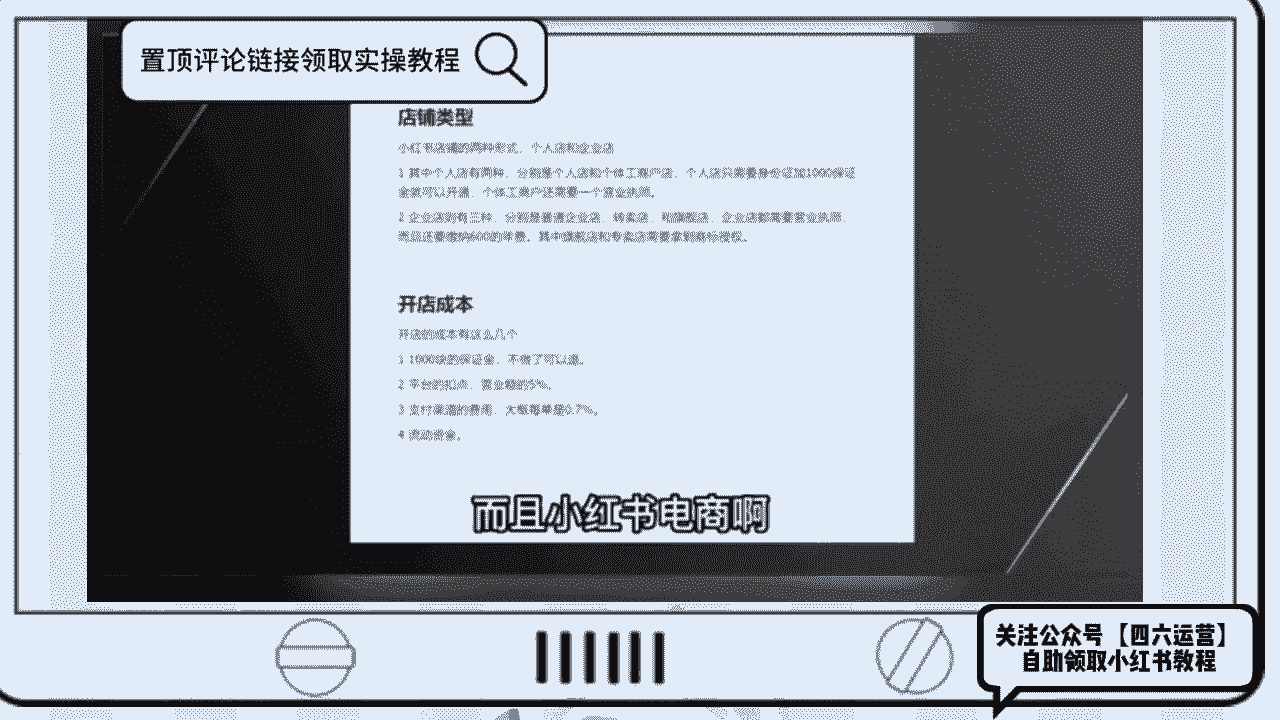 置顶评论链接领取实操教程
店铺类型
小红书店铺的两种形式，个人店和企业店
1 其中个人店有两种，分别是个人店和个体工商户店，个人店只需要身份证和1000保证
金就可以开通，个体工商户还需要一个营业执照。
2 企业店则有三种，分别是普通企业店、专卖店、和旗舰店，企业店都需要营业执照，
而且还要缴纳600的年费，其中旗舰店和专卖店需要拿到商标授权。
开店成本
开店的成本有这么几个
1 1000块的保证金，不做了可以退。
2 平台的扣点，营业额的5%。
3 支付渠道的费用，大概每单是0.7%。
4 流动资金。
而且小红书电商啊
关注公众号【四六运营】
自助领取小红书教程